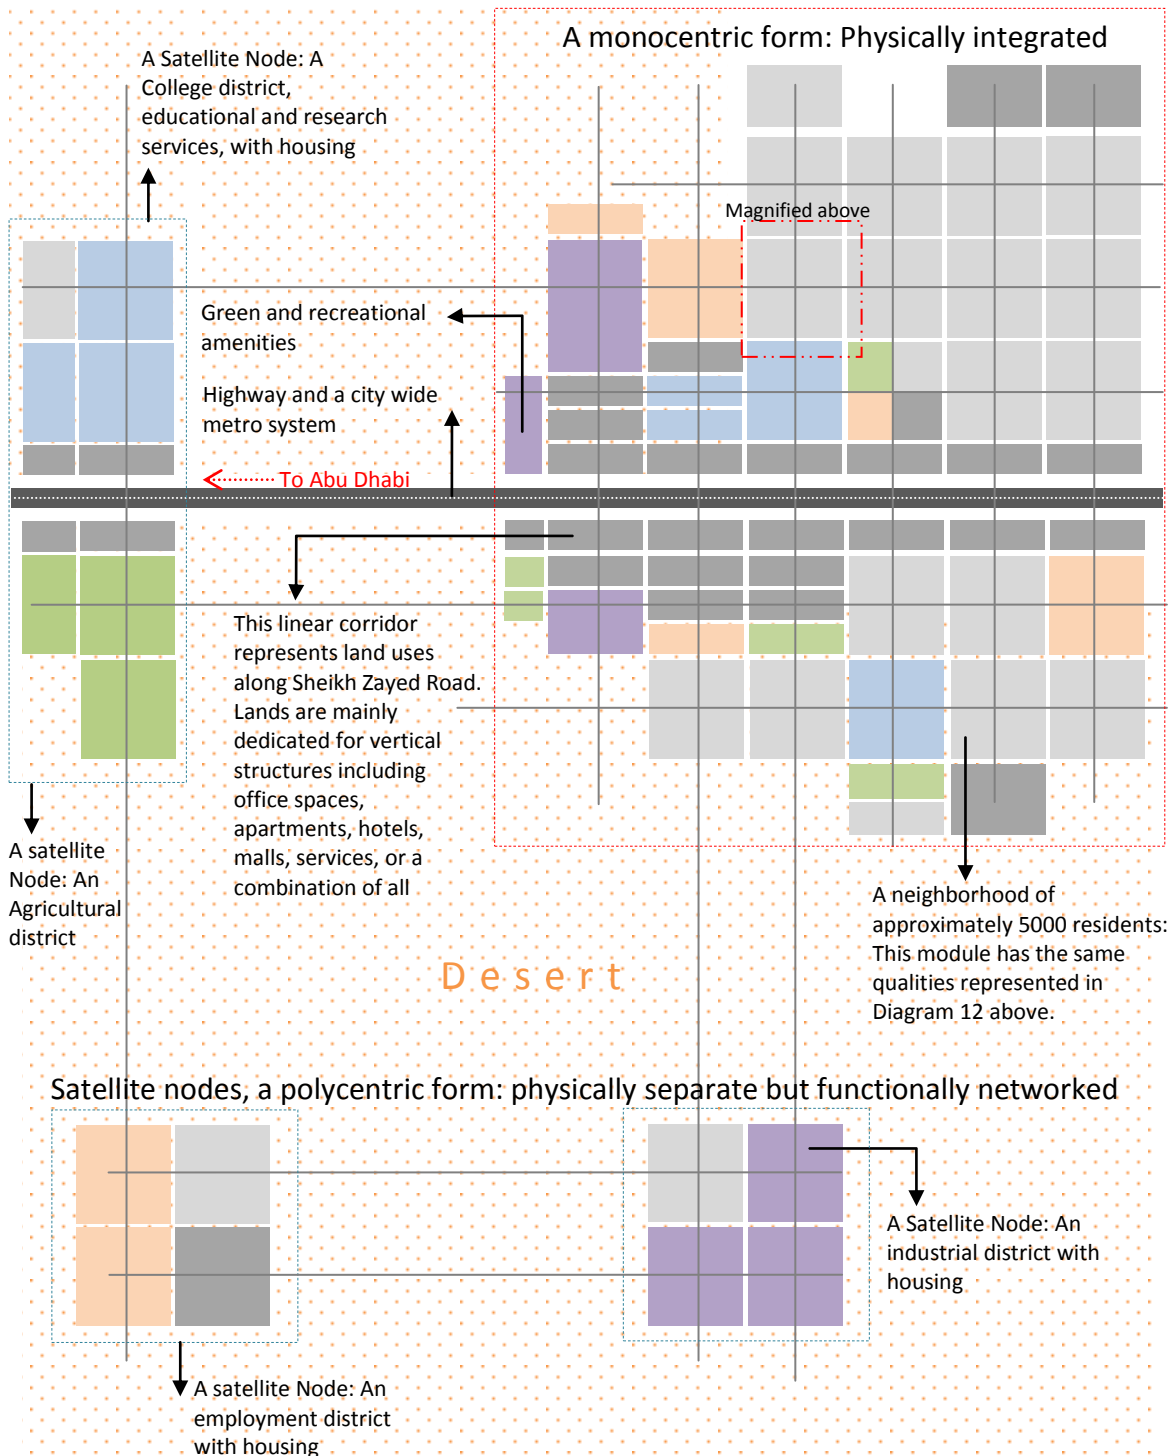 A monocentric form: Physically integrated
A Satellite Node: A
College district,
educational and research
services, with housing
Magnified above
Green and recreational
amenities
Highway and a city wide
metro system
To Abu Dhabi
This linear corridor
represents land uses
along Sheikh Zayed Road.
Lands are mainly
dedicated for vertical
structures including
office spaces,
apartments, hotels,
malls, services, or a
combination of all
A satellite
Node: An
Agricultural
district
A neighborhood of
approximately 5000 residents:
This module has the same
qualities represented in
Diagram 12 above.
Desert
Satellite nodes, a polycentric form: physically separate but functionally networked
A Satellite Node: An
industrial district with
housing
A satellite Node: An
employment district
with housing